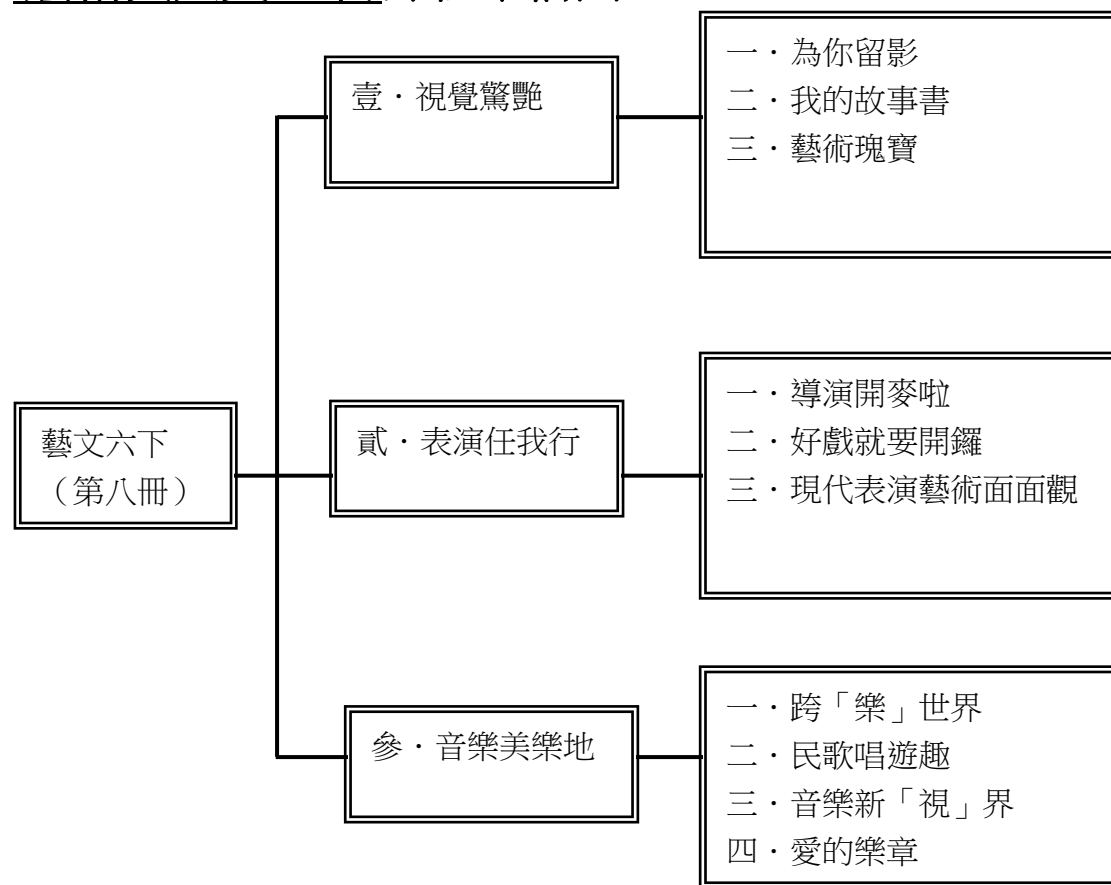 藝文六下
（第八冊）
壹．視覺驚艷
一．為你留影
二．我的故事書
三．藝術瑰寶
貳．表演任我行
一．導演開麥啦
二．好戲就要開鑼
三．現代表演藝術面面觀
參．音樂美樂地
一．跨「樂」世界
二．民歌唱遊趣
三．音樂新「視」界
四．愛的樂章